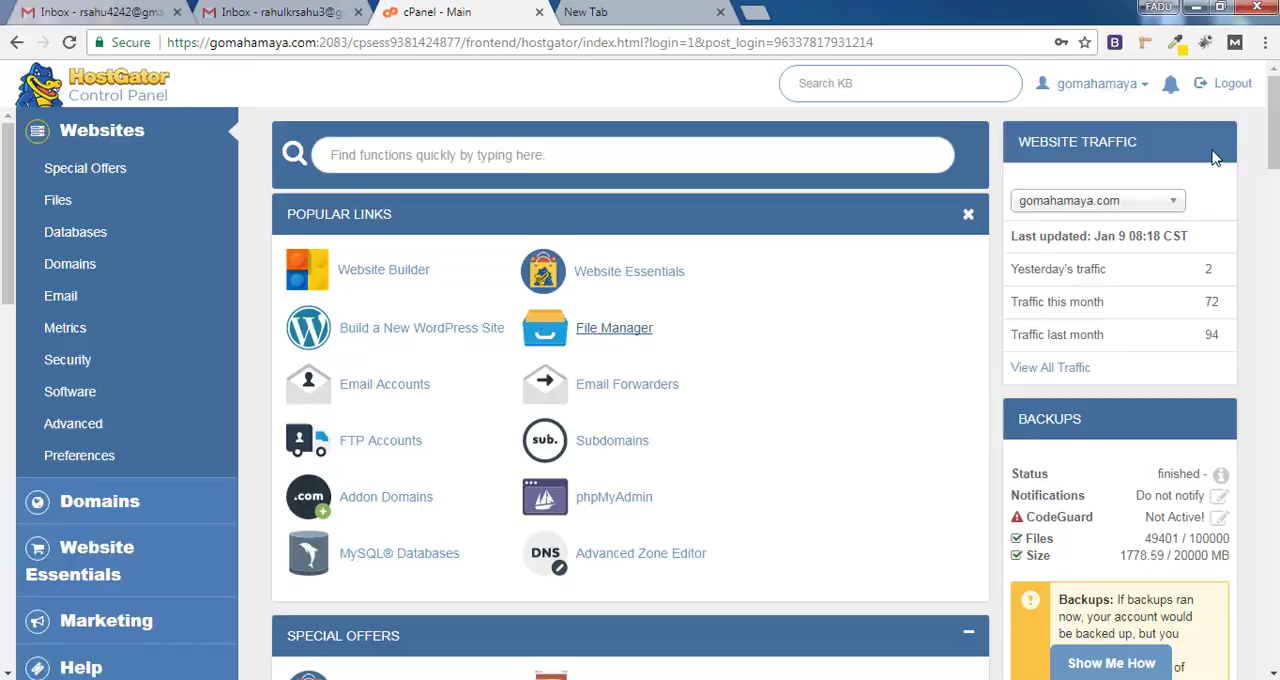 Inbox - rsahu4242@gma
Inbox - rahulkrsahu3@g
cPanel - Main
New Tab
FADU
Secure
https://gomahamaya.com:2083/cpsess9381424877/frontend/hostgator/index.html?login=1&post_login=96337817931214
HostGator
Control Panel
Search KB
gomahamaya
Logout
Websites
Special Offers
Files
Databases
Domains
Email
Metrics
Security
Software
Advanced
Preferences
Domains
Website
Essentials
Marketing
Help
Find functions quickly by typing here.
POPULAR LINKS
Website Builder
Website Essentials
Build a New WordPress Site
File Manager
Email Accounts
Email Forwarders
FTP Accounts
sub.
Subdomains
.com
Addon Domains
phpMyAdmin
MySQL® Databases
DNS
Advanced Zone Editor
SPECIAL OFFERS
WEBSITE TRAFFIC
gomahamaya.com
Last updated: Jan 9 08:18 CST
Yesterday's traffic 2
Traffic this month 72
Traffic last month 94
View All Traffic
BACKUPS
Status finished -
Notifications Do not notify
CodeGuard Not Active!
Files 49401 / 100000
Size 1778.59 / 20000 MB
Backups: If backups ran
now, your account would
be backed up, but you
Show Me How
of